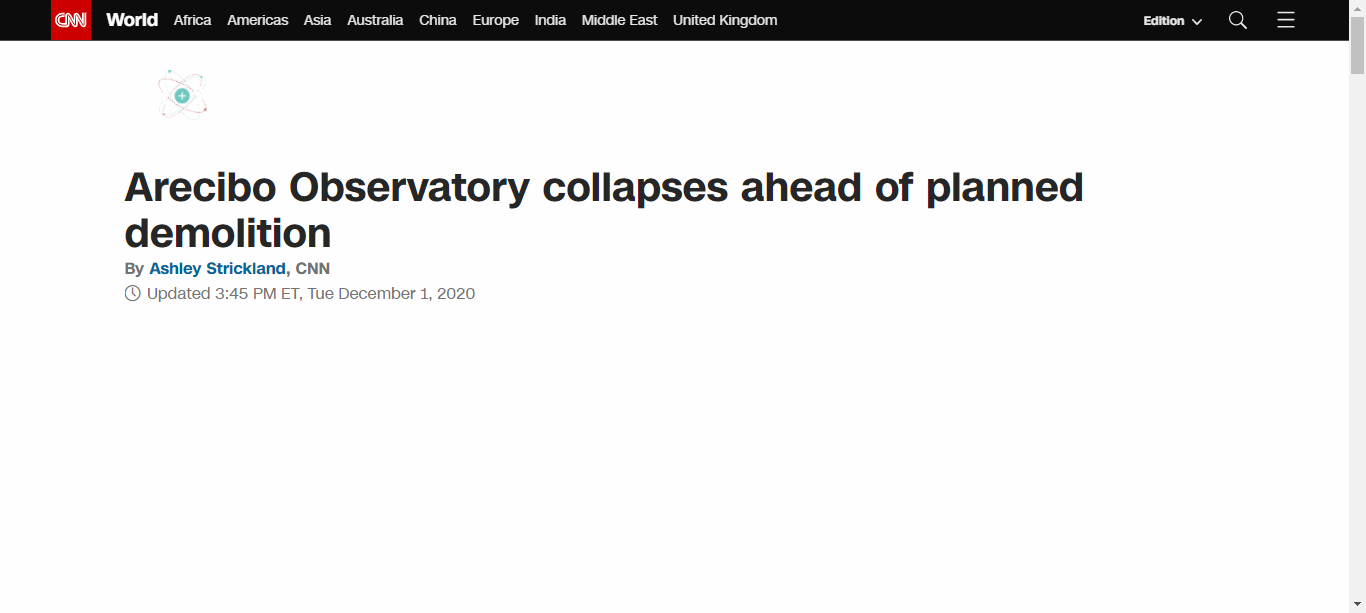 CNN World Africa Americas Asia Australia China Europe India Middle East United Kingdom Edition
Arecibo Observatory collapses ahead of planned
demolition
By Ashley Strickland, CNN
Updated 3:45 PM ET, Tue December 1, 2020